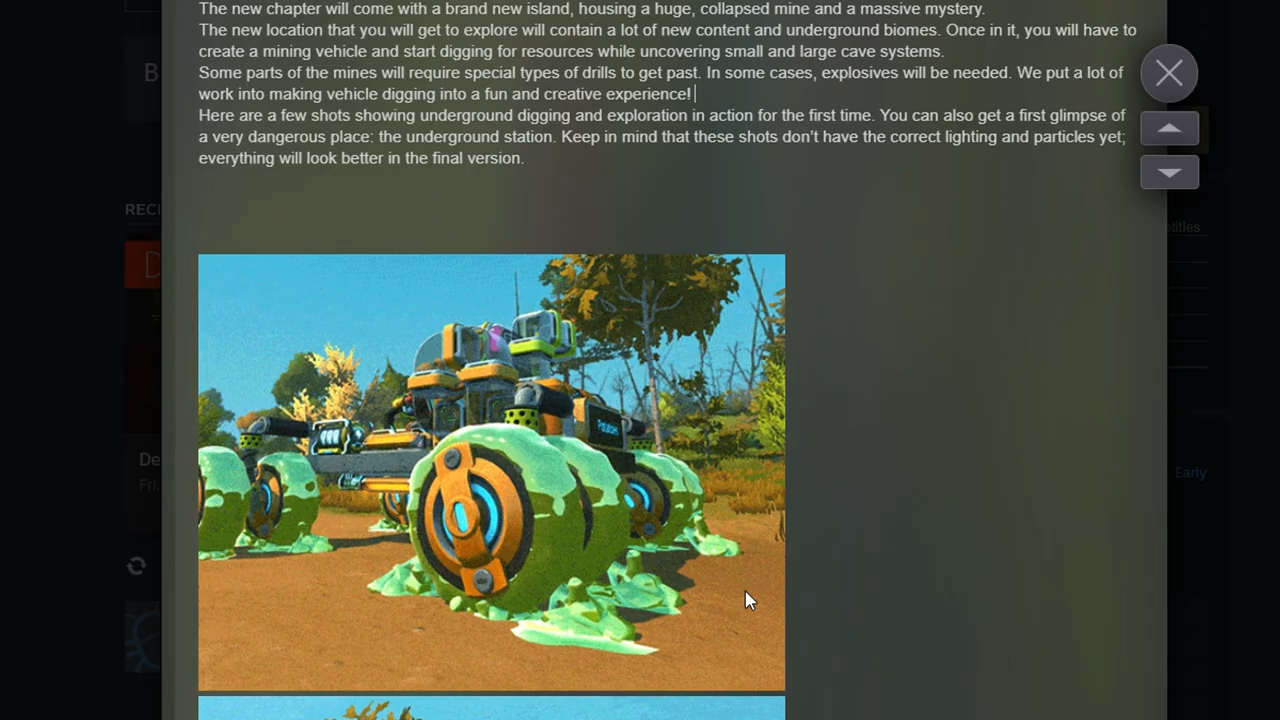 The new chapter will come with a brand new island, housing a huge, collapsed mine and a massive mystery.
The new location that you will get to explore will contain a lot of new content and underground biomes. Once in it, you will have to
create a mining vehicle and start digging for resources while uncovering small and large cave systems.
Some parts of the mines will require special types of drills to get past. In some cases, explosives will be needed. We put a lot of
work into making vehicle digging into a fun and creative experience!
Here are a few shots showing underground digging and exploration in action for the first time. You can also get a first glimpse of
a very dangerous place: the underground station. Keep in mind that these shots don’t have the correct lighting and particles yet;
everything will look better in the final version.
B
RECI
D
De
Fri,
Early